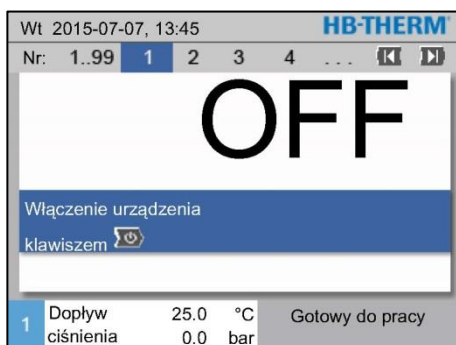 Wt 2015-07-07, 13:45 HB-THERM
Nr: 1..99 1 2 3 4 ...
OFF
Włączenie urządzenia
klawiszem
1 Dopływ 25.0 °C Gotowy do pracy
ciśnienia 0.0 bar